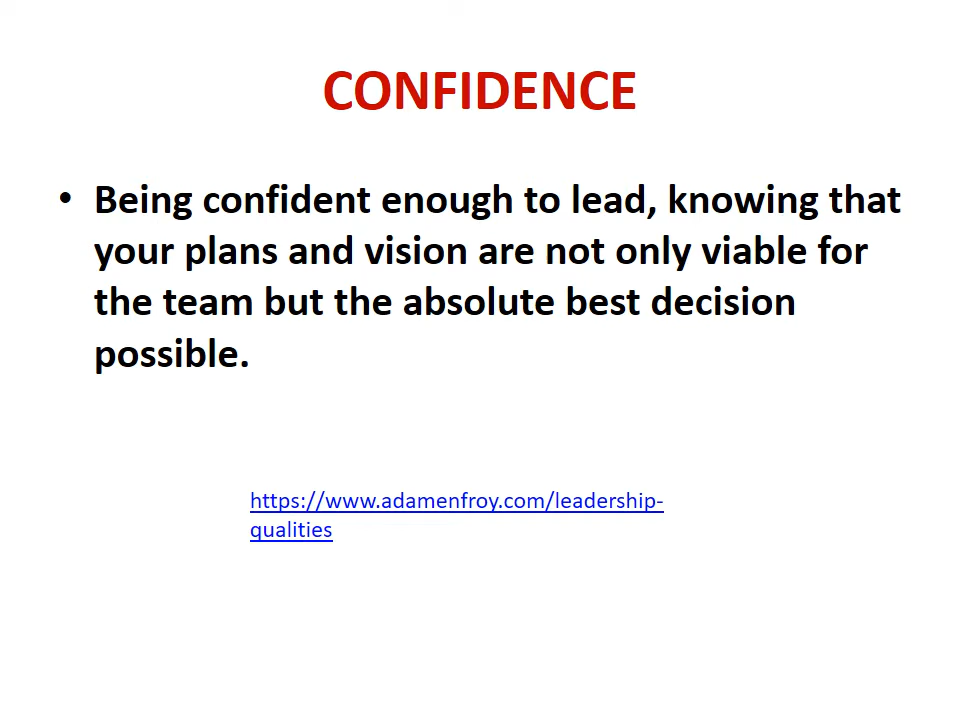 CONFIDENCE
• Being confident enough to lead, knowing that
your plans and vision are not only viable for
the team but the absolute best decision
possible.
https://www.adamenfroy.com/leadership-
qualities